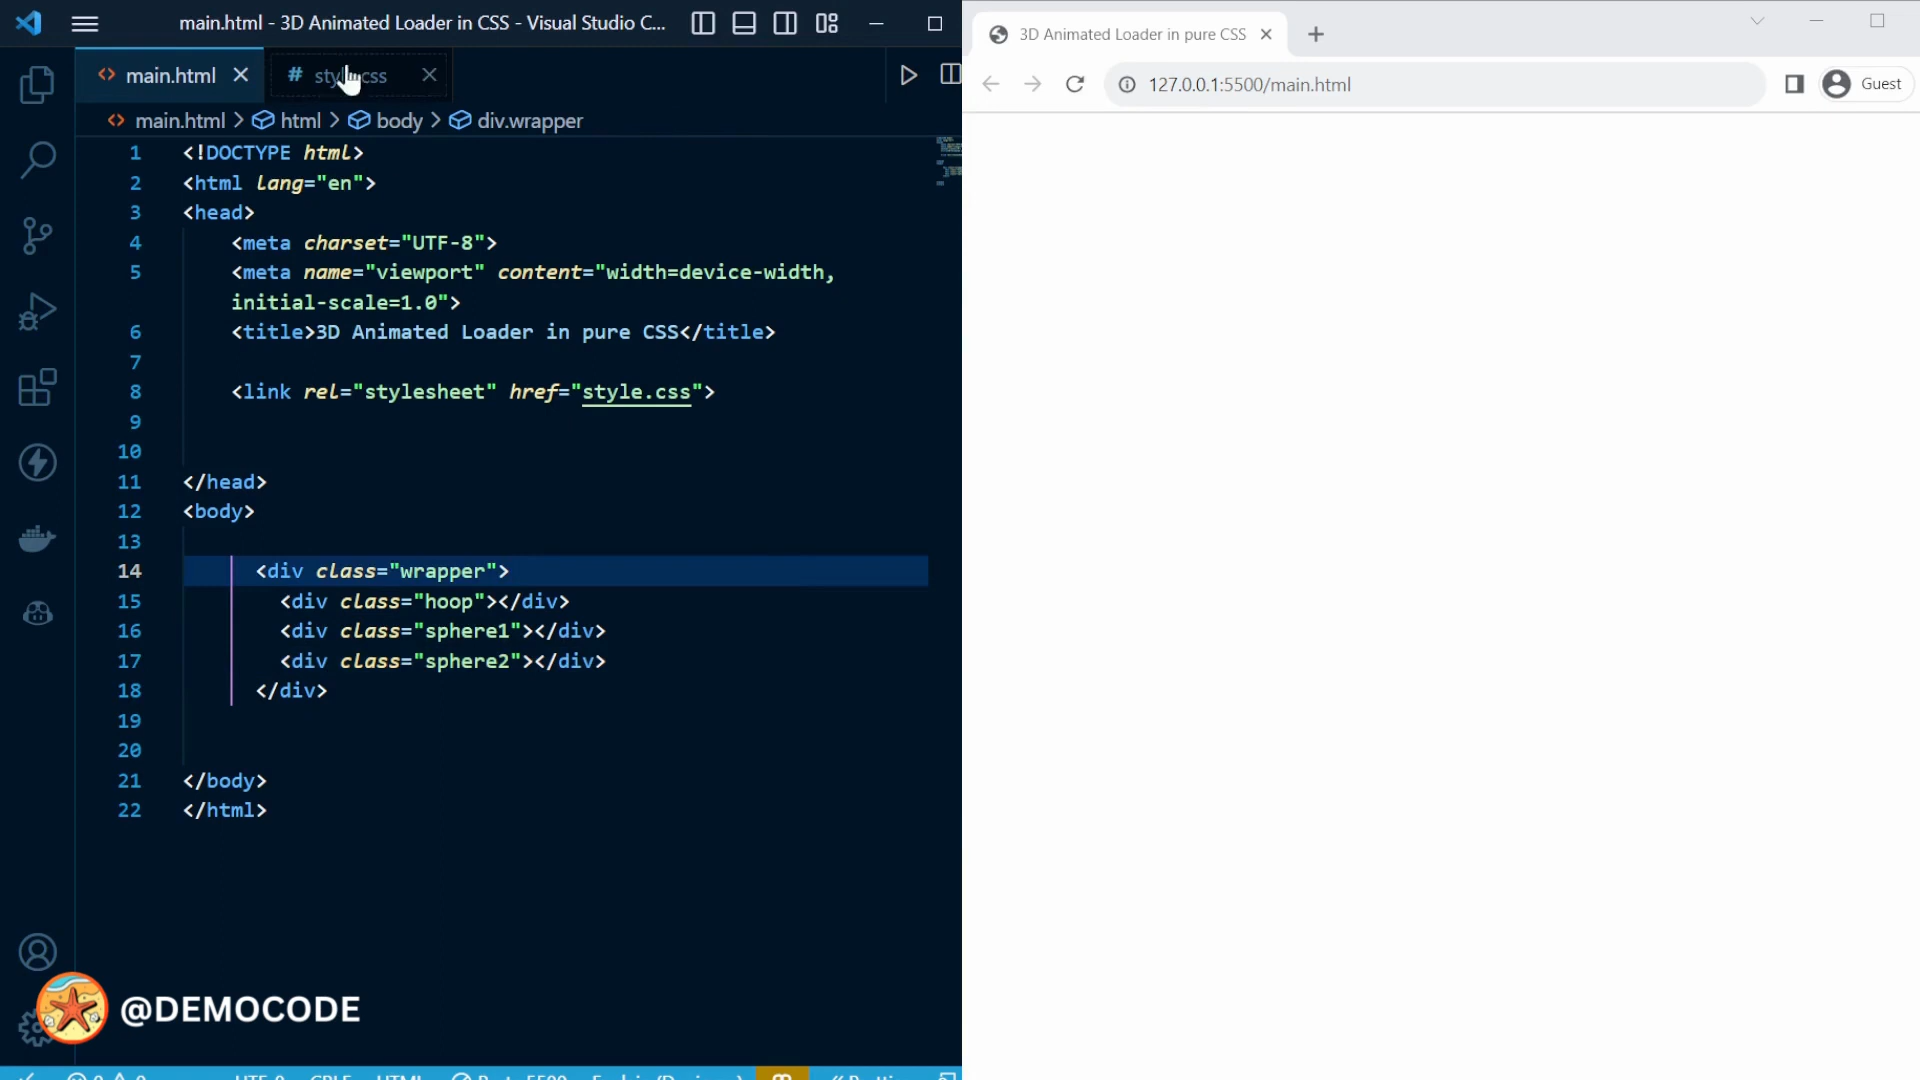 main.html - 3D Animated Loader in CSS - Visual Studio C...
main.html
# style.css
main.html > html > body > div.wrapper
1 <!DOCTYPE html>
2 <html lang="en">
3 <head>
4 <meta charset="UTF-8">
5 <meta name="viewport" content="width=device-width,
initial-scale=1.0">
6 <title>3D Animated Loader in pure CSS</title>
7
8 <link rel="stylesheet" href="style.css">
9
10
11 </head>
12 <body>
13
14 <div class="wrapper">
15 <div class="hoop"></div>
16 <div class="sphere1"></div>
17 <div class="sphere2"></div>
18 </div>
19
20
21 </body>
22 </html>
@DEMOCODE
3D Animated Loader in pure CSS
127.0.0.1:5500/main.html
Guest